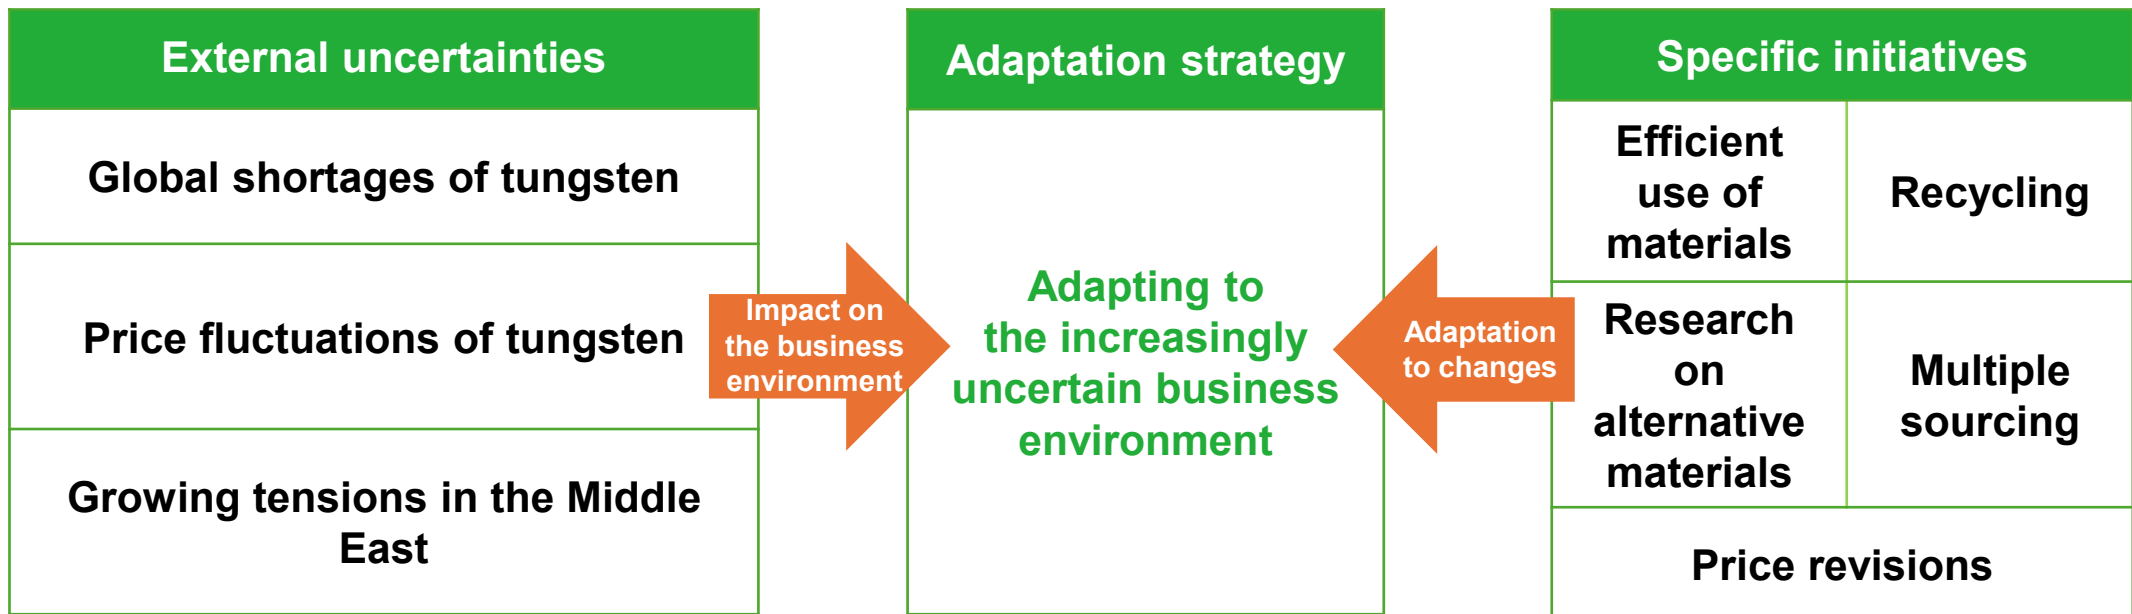 External uncertainties
Global shortages of tungsten
Price fluctuations of tungsten
Growing tensions in the Middle
East
Impact on
the business
environment
Adaptation strategy
Adapting to
the increasingly
uncertain business
environment
Adaptation
to changes
Specific initiatives
Efficient
use of
materials
Recycling
Research
on
alternative
materials
Multiple
sourcing
Price revisions